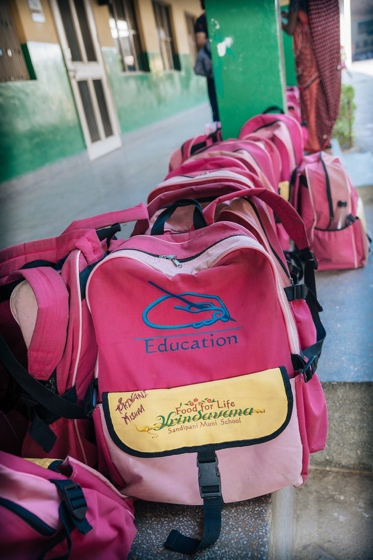 Education
Food for Life
Vrindavana
Sandipani Muni School